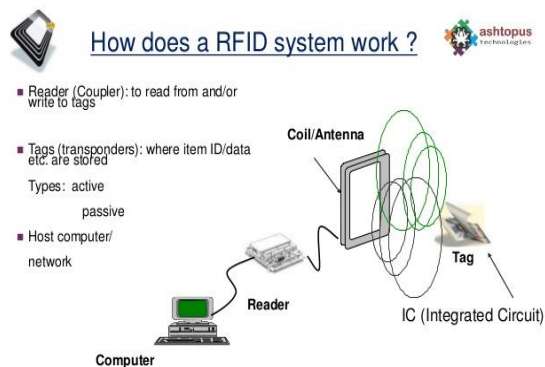 How does a RFID system work ?
ashtopus
technologies
Reader (Coupler): to read from and/or
write to tags
Tags (transponders): where item ID/data
etc. are stored
Types: active
passive
Host computer/
network
Coil/Antenna
Tag
IC (Integrated Circuit)
Reader
Computer